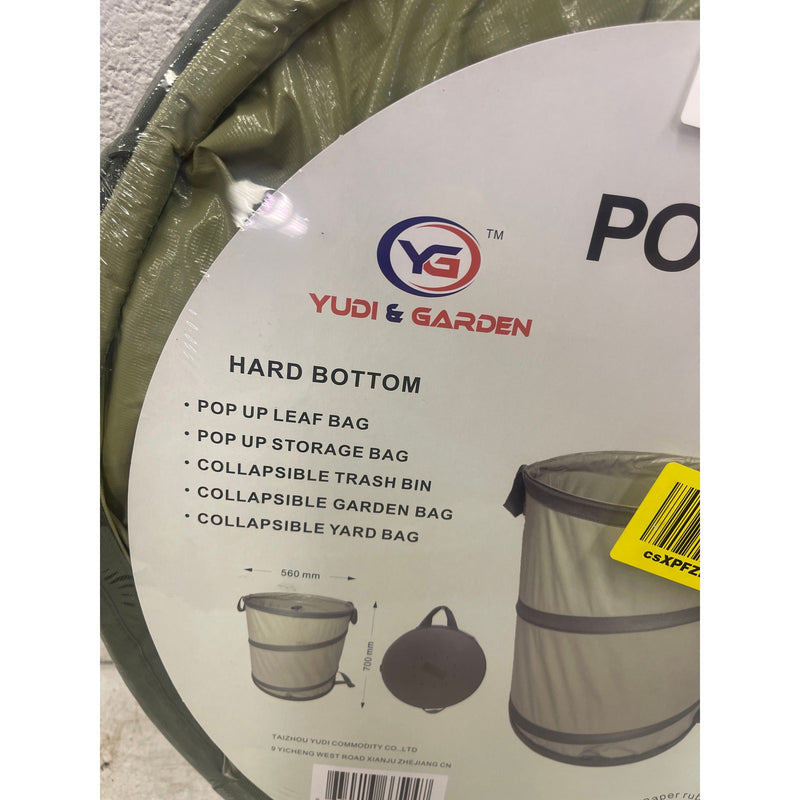 PO
YG
TM
YUDI & GARDEN
HARD BOTTOM
• POP UP LEAF BAG
• POP UP STORAGE BAG
• COLLAPSIBLE TRASH BIN
• COLLAPSIBLE GARDEN BAG
• COLLAPSIBLE YARD BAG
csXPFZ
560 mm
700 mm
TAIZHOU YUDI COMMODITY CO.,LTD
9 YICHENG WEST ROAD XIANJU ZHEJIANG CN